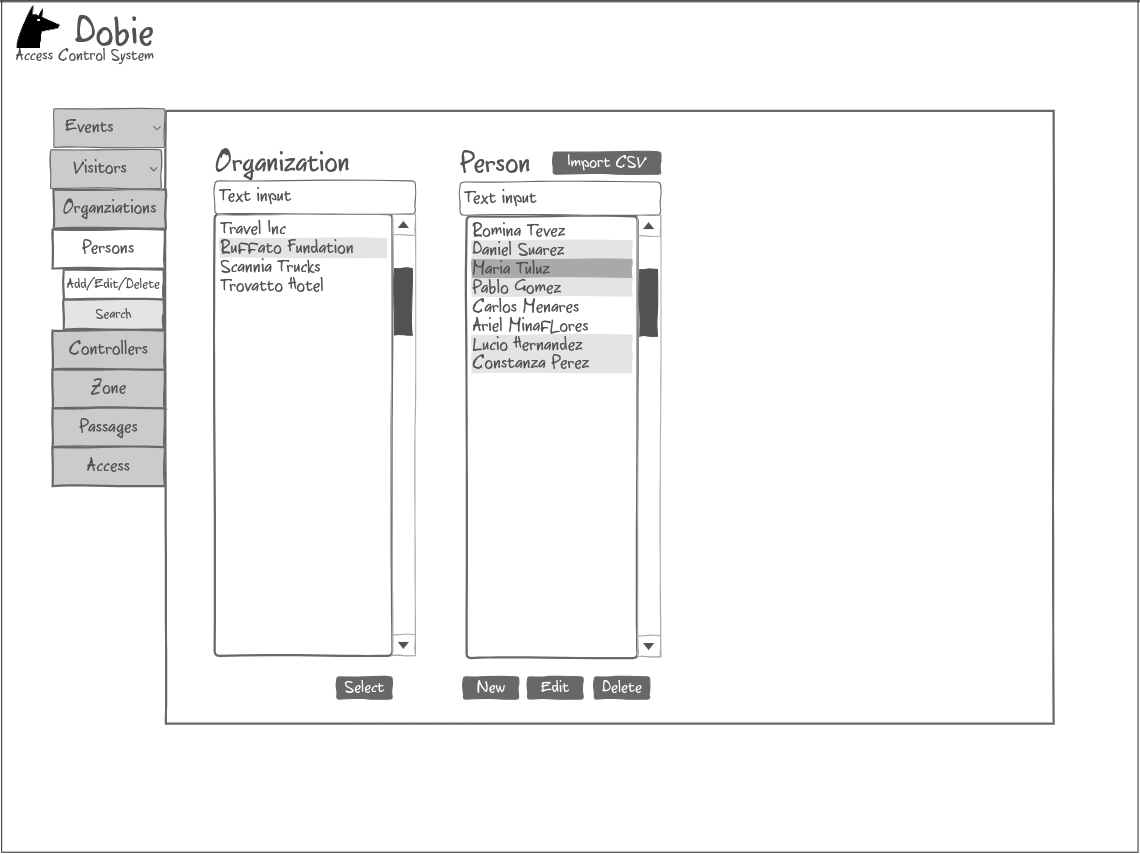 Dobie
Access Control System
Events
Visitors
Organziations
Persons
Add/Edit/Delete
Search
Controllers
Zone
Passages
Access
Organization
Text input
Travel Inc
Ruffato Fundation
Scannia Trucks
Trovatto Hotel
Select
Person
Import CSV
Text input
Romina Tevez
Daniel Suarez
Maria Tuluz
Pablo Gomez
Carlos Menares
Ariel Minaflores
Lucio Hernandez
Constanza Perez
New
Edit
Delete